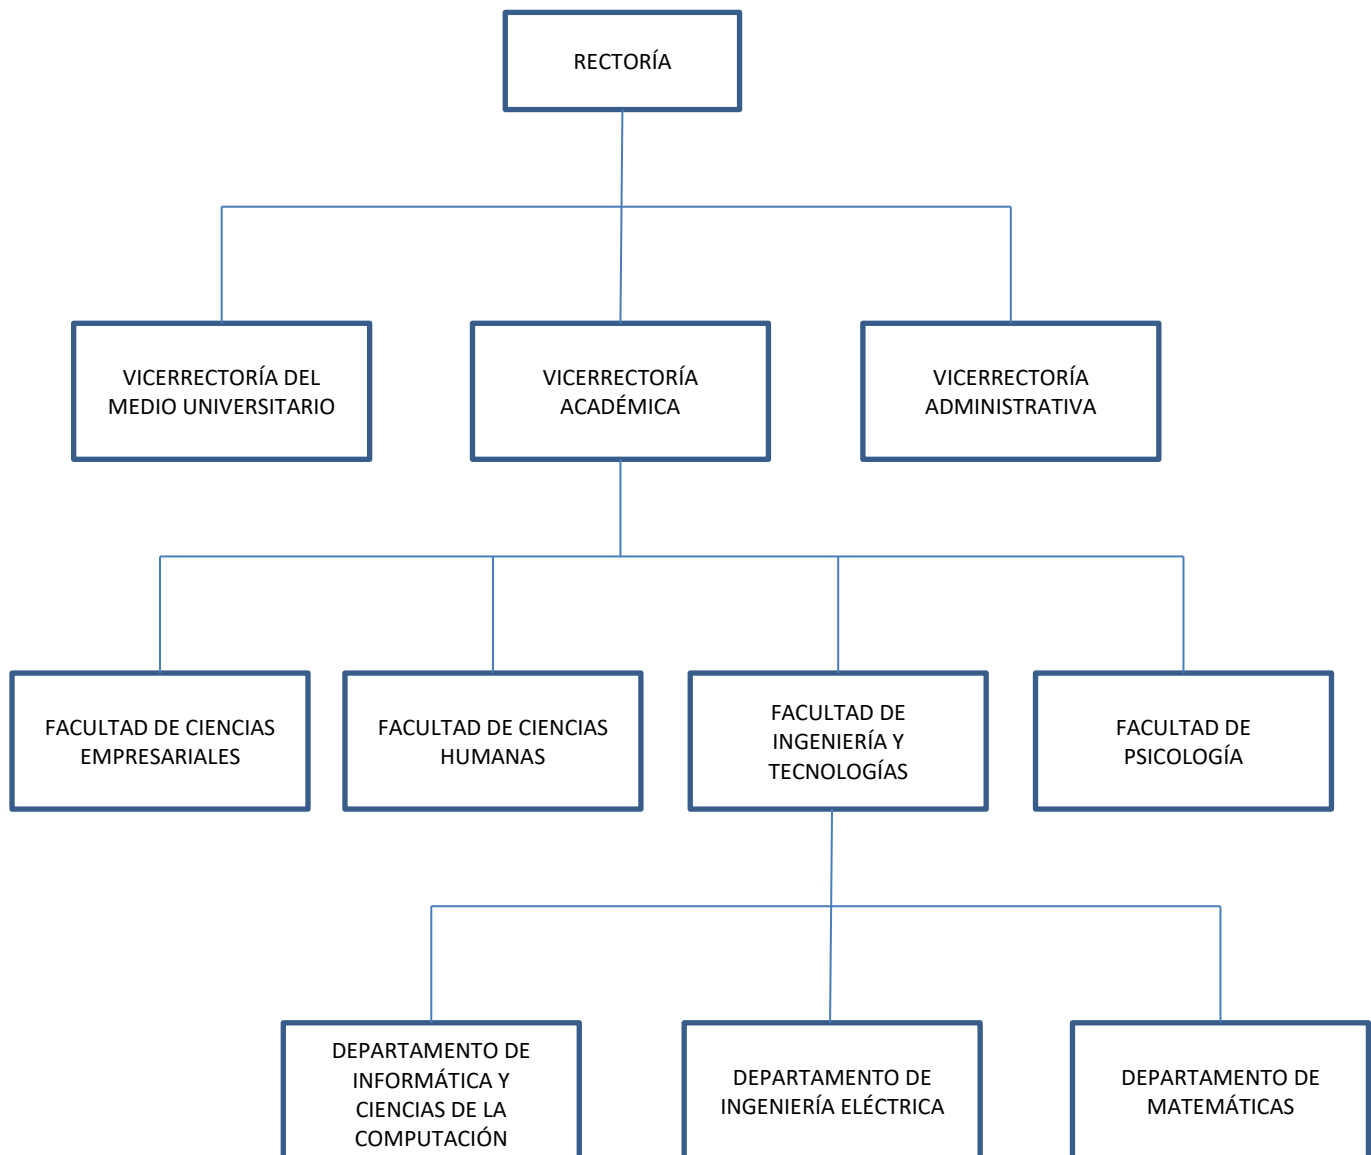 RECTORÍA
VICERRECTORÍA DEL
MEDIO UNIVERSITARIO
VICERRECTORÍA
ACADÉMICA
VICERRECTORÍA
ADMINISTRATIVA
FACULTAD DE CIENCIAS
EMPRESARIALES
FACULTAD DE CIENCIAS
HUMANAS
FACULTAD DE
INGENIERÍA Y
TECNOLOGÍAS
FACULTAD DE
PSICOLOGÍA
DEPARTAMENTO DE
INFORMÁTICA Y
CIENCIAS DE LA
COMPUTACIÓN
DEPARTAMENTO DE
INGENIERÍA ELÉCTRICA
DEPARTAMENTO DE
MATEMÁTICAS